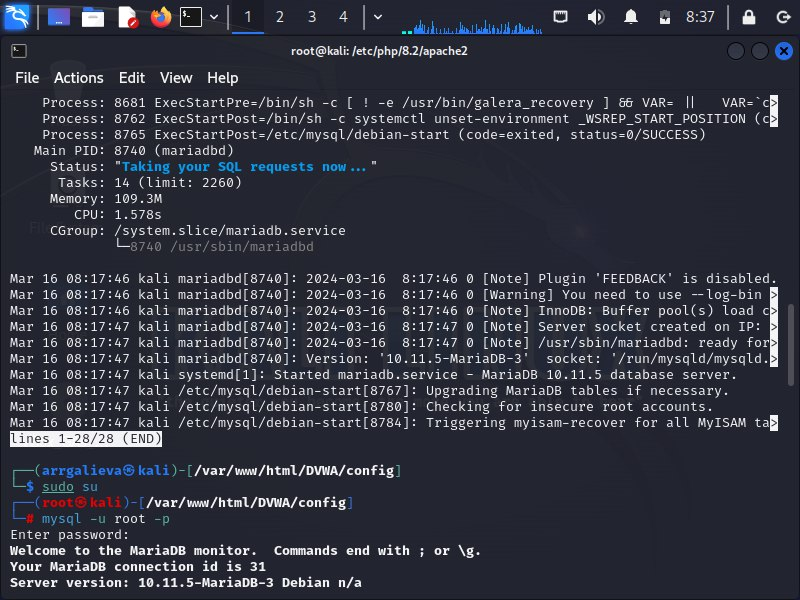 1 2 3 4 8:37
root@kali: /etc/php/8.2/apache2
File Actions Edit View Help
Process: 8681 ExecStartPre=/bin/sh -c [ ! -e /usr/bin/galera_recovery ] && VAR= || VAR=`c>
Process: 8762 ExecStartPost=/bin/sh -c systemctl unset-environment _WSREP_START_POSITION (c>
Process: 8765 ExecStartPost=/etc/mysql/debian-start (code=exited, status=0/SUCCESS)
Main PID: 8740 (mariadbd)
Status: "Taking your SQL requests now..."
Tasks: 14 (limit: 2260)
Memory: 109.3M
CPU: 1.578s
CGroup: /system.slice/mariadb.service
└─8740 /usr/sbin/mariadbd
Mar 16 08:17:46 kali mariadbd[8740]: 2024-03-16  8:17:46 0 [Note] Plugin 'FEEDBACK' is disabled.
Mar 16 08:17:46 kali mariadbd[8740]: 2024-03-16  8:17:46 0 [Warning] You need to use --log-bin >
Mar 16 08:17:46 kali mariadbd[8740]: 2024-03-16  8:17:46 0 [Note] InnoDB: Buffer pool(s) load c>
Mar 16 08:17:47 kali mariadbd[8740]: 2024-03-16  8:17:47 0 [Note] Server socket created on IP: >
Mar 16 08:17:47 kali mariadbd[8740]: 2024-03-16  8:17:47 0 [Note] /usr/sbin/mariadbd: ready for>
Mar 16 08:17:47 kali mariadbd[8740]: Version: '10.11.5-MariaDB-3'  socket: '/run/mysqld/mysqld.>
Mar 16 08:17:47 kali systemd[1]: Started mariadb.service - MariaDB 10.11.5 database server.
Mar 16 08:17:47 kali /etc/mysql/debian-start[8767]: Upgrading MariaDB tables if necessary.
Mar 16 08:17:47 kali /etc/mysql/debian-start[8780]: Checking for insecure root accounts.
Mar 16 08:17:47 kali /etc/mysql/debian-start[8784]: Triggering myisam-recover for all MyISAM ta>
lines 1-28/28 (END)
┌──(arrgalieva㉿kali)-[/var/www/html/DVWA/config]
└─$ sudo su
┌──(root㉿kali)-[/var/www/html/DVWA/config]
└─# mysql -u root -p
Enter password:
Welcome to the MariaDB monitor.  Commands end with ; or \g.
Your MariaDB connection id is 31
Server version: 10.11.5-MariaDB-3 Debian n/a